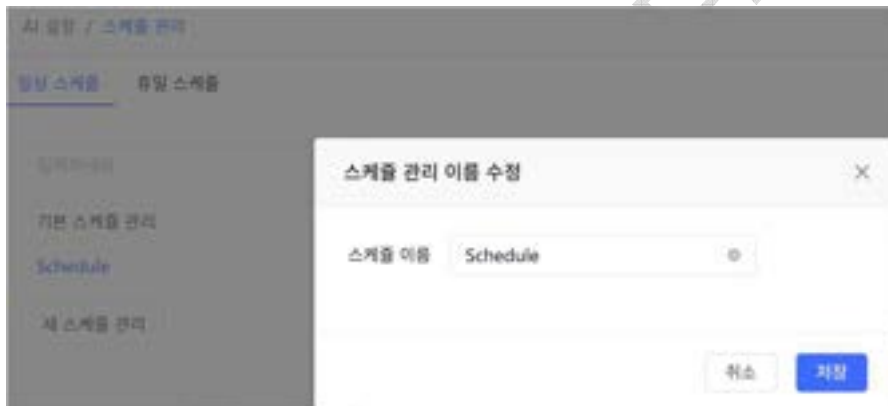 AI 설정 / 스케줄 관리
일상 스케줄 휴일 스케줄
스케줄 관리 이름 수정
기본 스케줄 관리
스케줄 이름 Schedule
Schedule
새 스케줄 관리
취소 저장